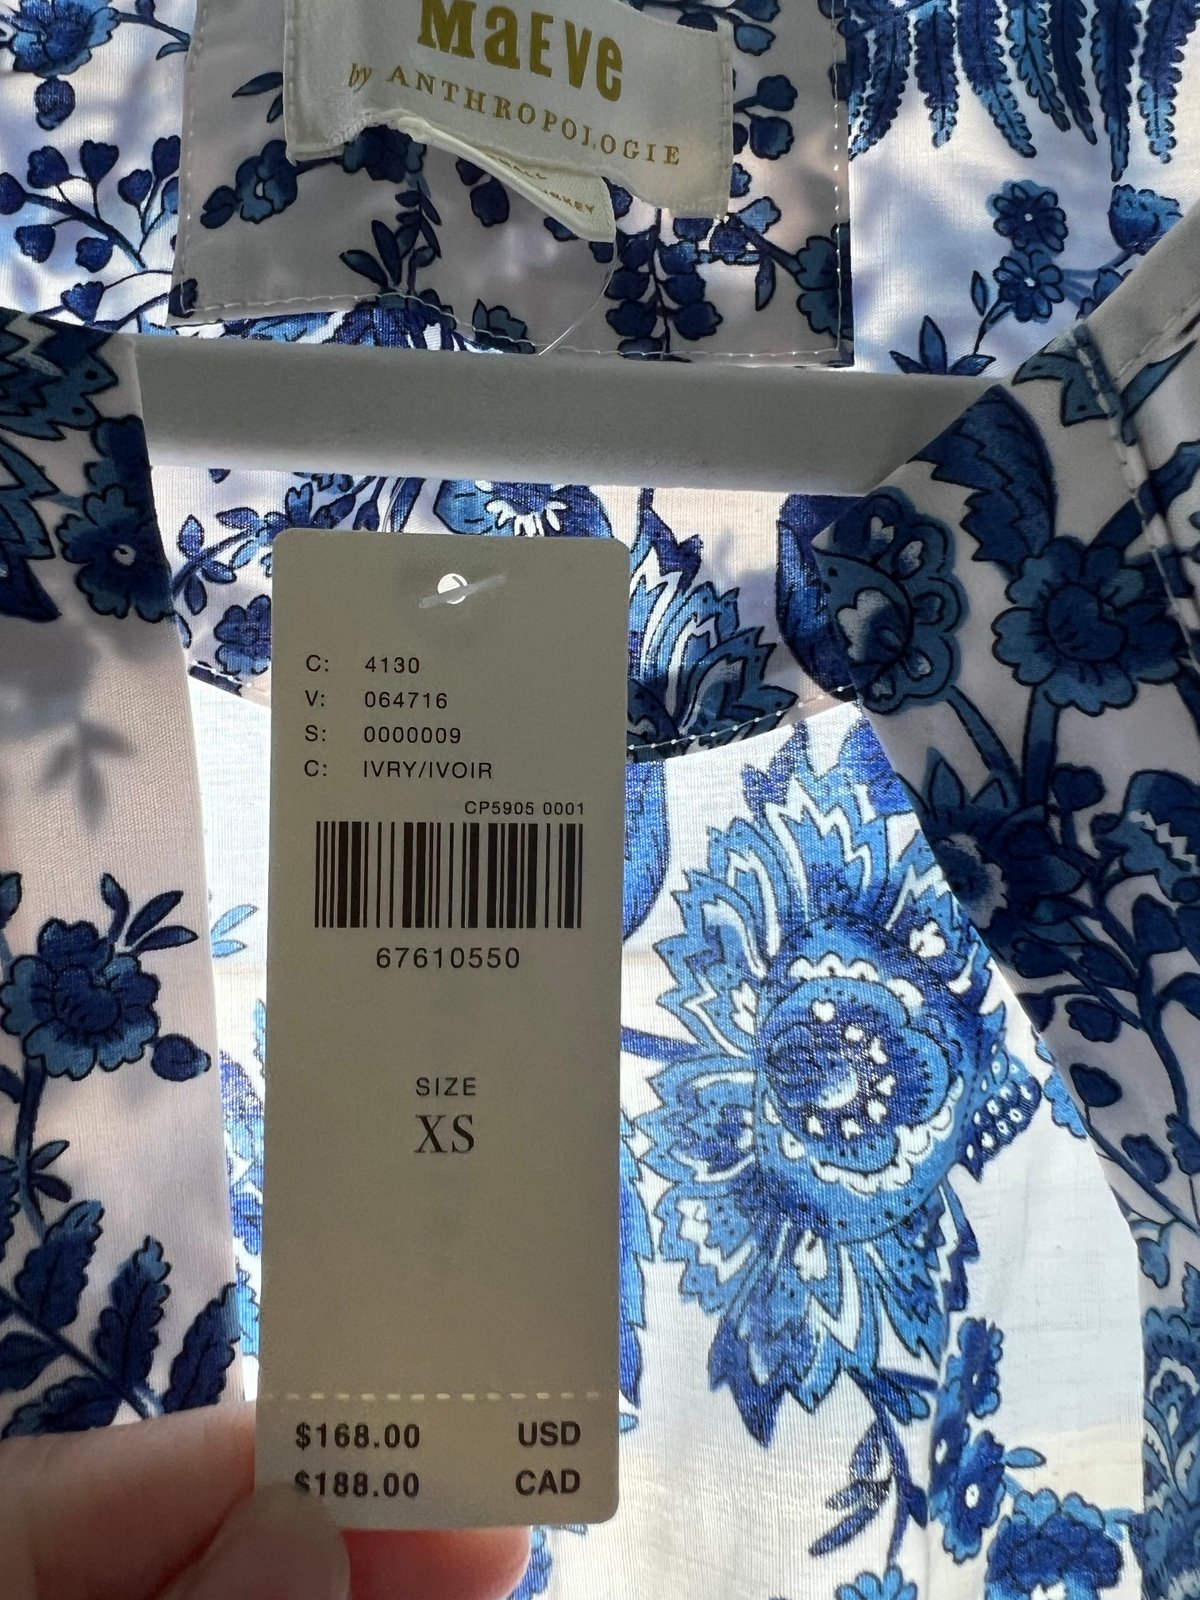 MaEVe
by ANTHROPOLOGIE
C: 4130
V: 064716
S: 0000009
C: IVRY/IVOIR
CP5905 0001
67610550
SIZE
XS
$168.00 USD
$188.00 CAD